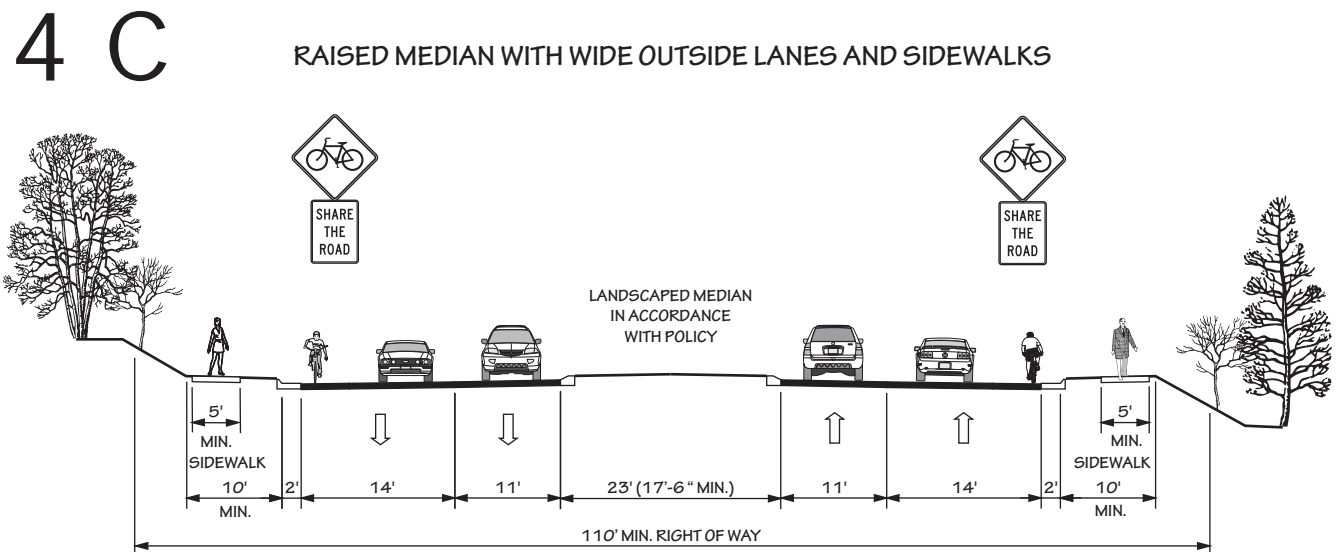 4 C
RAISED MEDIAN WITH WIDE OUTSIDE LANES AND SIDEWALKS
SHARE
THE
ROAD
SHARE
THE
ROAD
LANDSCAPED MEDIAN
IN ACCORDANCE
WITH POLICY
5'
MIN.
SIDEWALK
5'
MIN.
SIDEWALK
10'
MIN.
2'
14'
11'
23' (17'-6" MIN.)
11'
14'
2'
10'
MIN.
110' MIN. RIGHT OF WAY